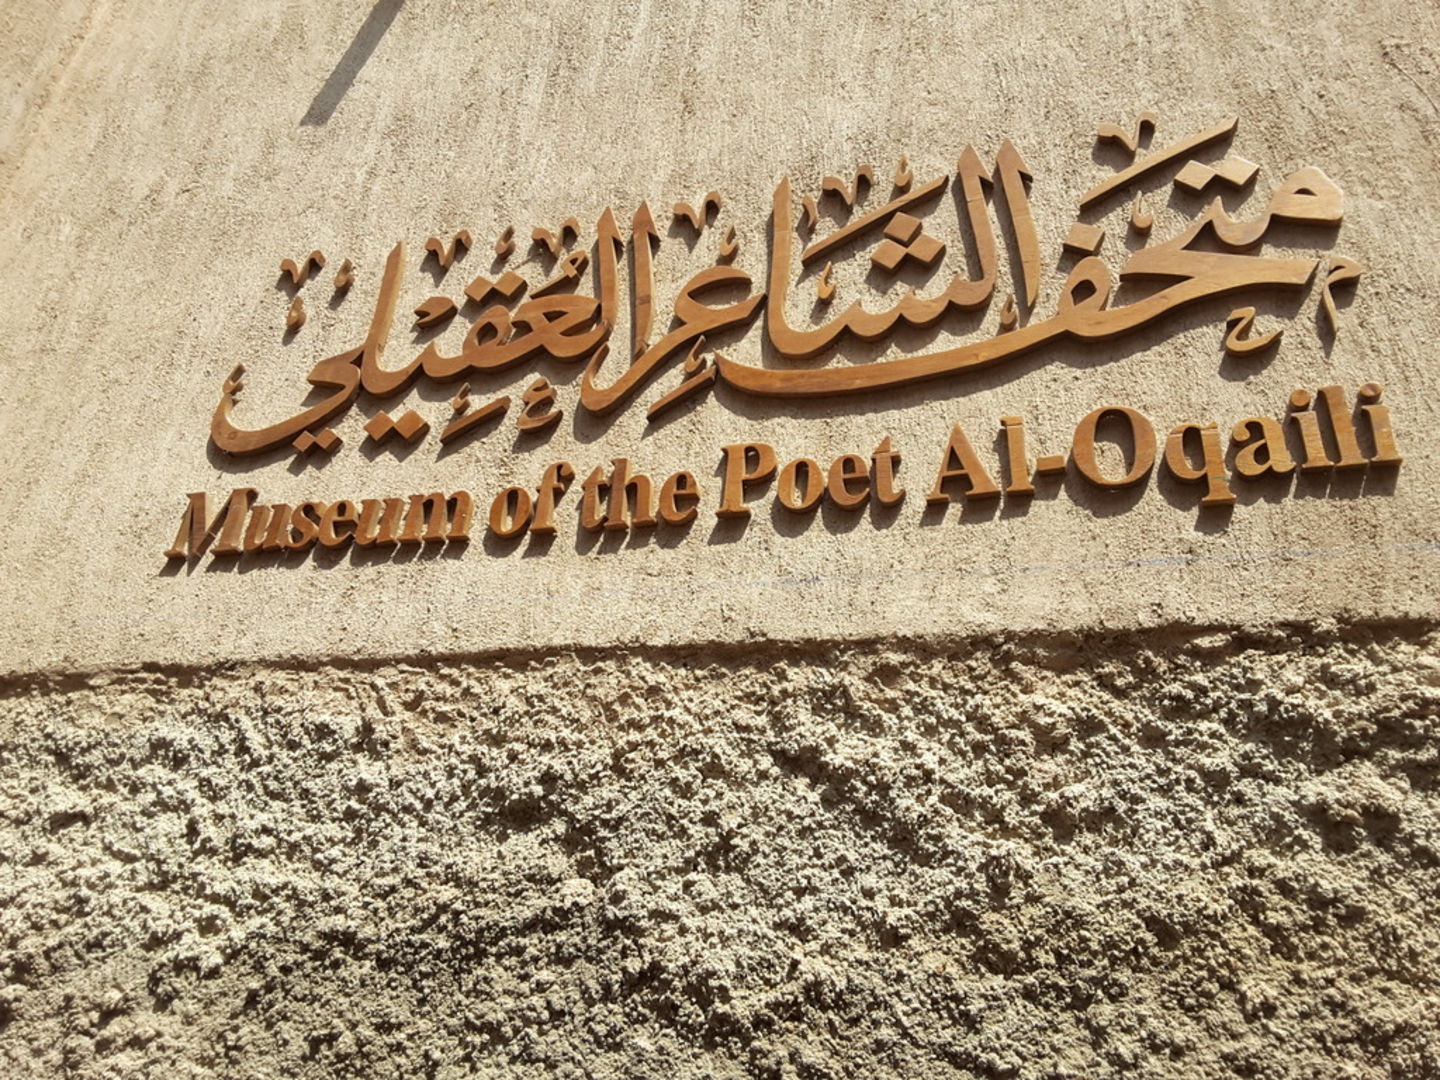 متحف الشاعر العقيلي
Museum of the Poet Al-Oqaili